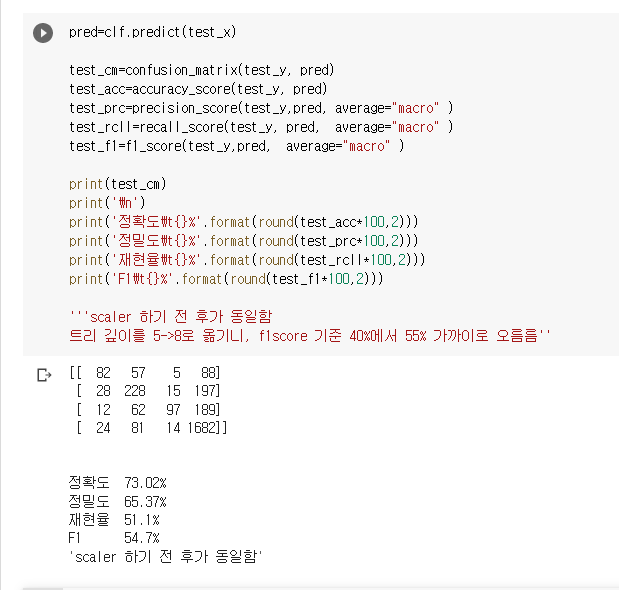 pred=clf.predict(test_x)
test_cm=confusion_matrix(test_y, pred)
test_acc=accuracy_score(test_y, pred)
test_prc=precision_score(test_y,pred, average="macro" )
test_rcll=recall_score(test_y, pred,  average="macro" )
test_f1=f1_score(test_y,pred,  average="macro" )
print(test_cm)
print('₩n')
print('정확도₩t{}%'.format(round(test_acc*100,2)))
print('정밀도₩t{}%'.format(round(test_prc*100,2)))
print('재현율₩t{}%'.format(round(test_rcll*100,2)))
print('F1₩t{}%'.format(round(test_f1*100,2)))
'''scaler 하기 전 후가 동일함
트리 깊이를 5->8로 옮기니, f1score 기준 40%에서 55% 가까이로 오름름''
[[  82   57    5   88]
[  28  228   15  197]
[  12   62   97  189]
[  24   81   14 1682]]
정확도  73.02%
정밀도  65.37%
재현율  51.1%
F1      54.7%
'scaler 하기 전 후가 동일함'